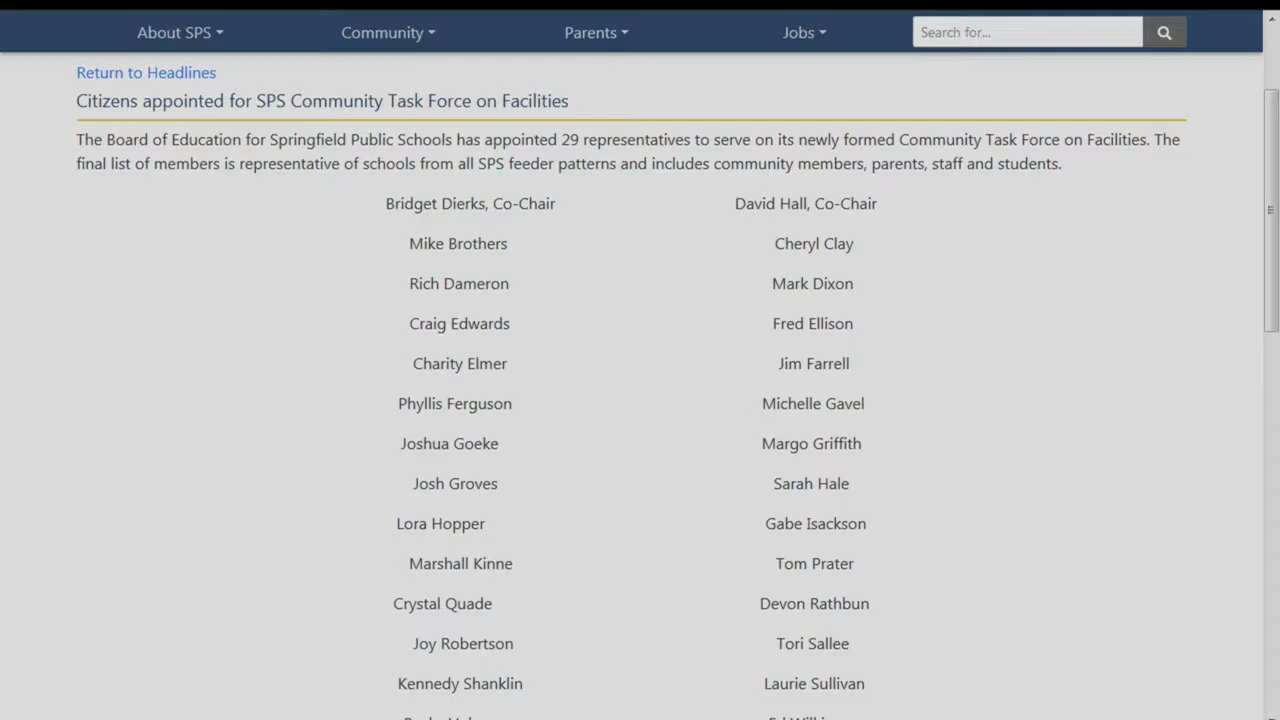 About SPS Community Parents Jobs Search for...
Return to Headlines
Citizens appointed for SPS Community Task Force on Facilities
The Board of Education for Springfield Public Schools has appointed 29 representatives to serve on its newly formed Community Task Force on Facilities. The
final list of members is representative of schools from all SPS feeder patterns and includes community members, parents, staff and students.
Bridget Dierks, Co-Chair David Hall, Co-Chair
Mike Brothers Cheryl Clay
Rich Dameron Mark Dixon
Craig Edwards Fred Ellison
Charity Elmer Jim Farrell
Phyllis Ferguson Michelle Gavel
Joshua Goeke Margo Griffith
Josh Groves Sarah Hale
Lora Hopper Gabe Isackson
Marshall Kinne Tom Prater
Crystal Quade Devon Rathbun
Joy Robertson Tori Sallee
Kennedy Shanklin Laurie Sullivan